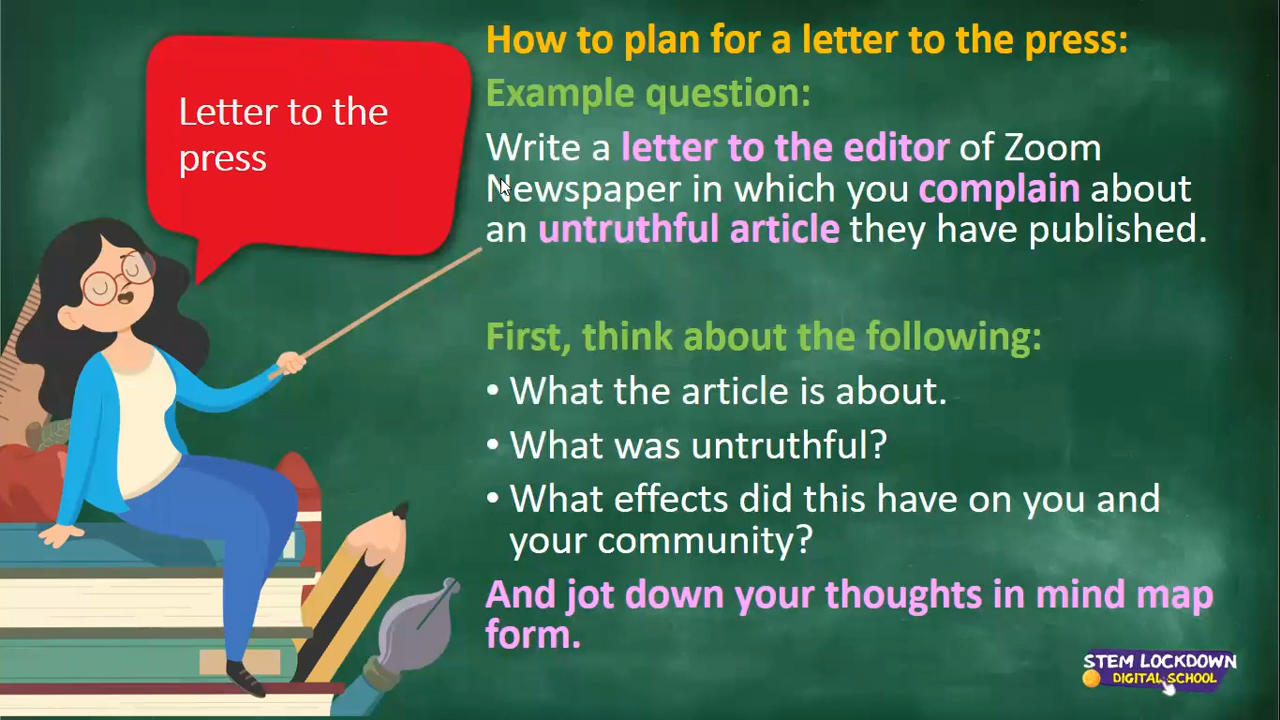 Letter to the
press
How to plan for a letter to the press:
Example question:
Write a letter to the editor of Zoom
Newspaper in which you complain about
an untruthful article they have published.
First, think about the following:
• What the article is about.
• What was untruthful?
• What effects did this have on you and
your community?
And jot down your thoughts in mind map
form.
STEM LOCKDOWN
DIGITAL SCHOOL